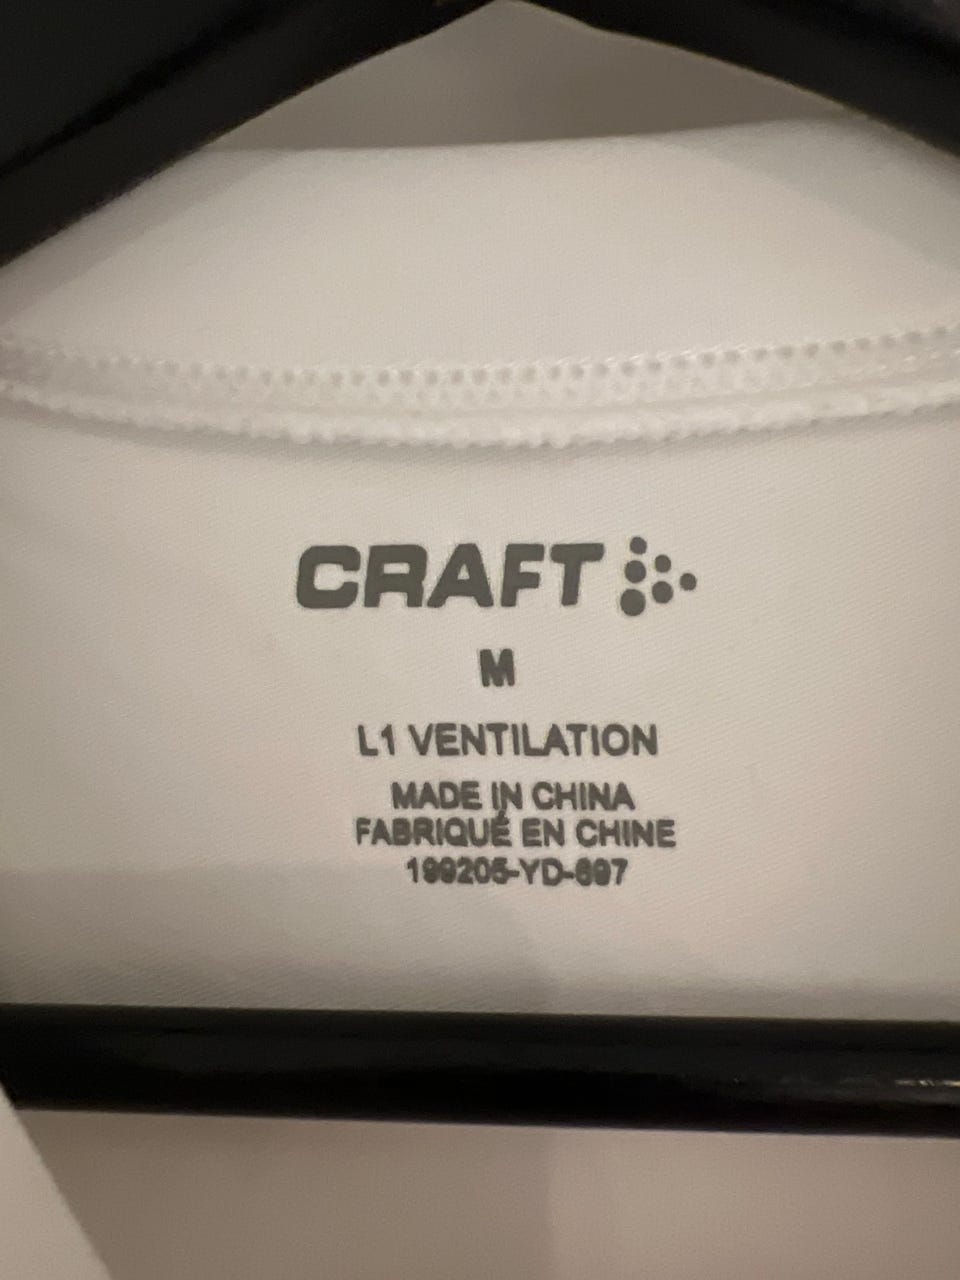 CRAFT
M
L1 VENTILATION
MADE IN CHINA
FABRIQUÉ EN CHINE
199205-YD-697